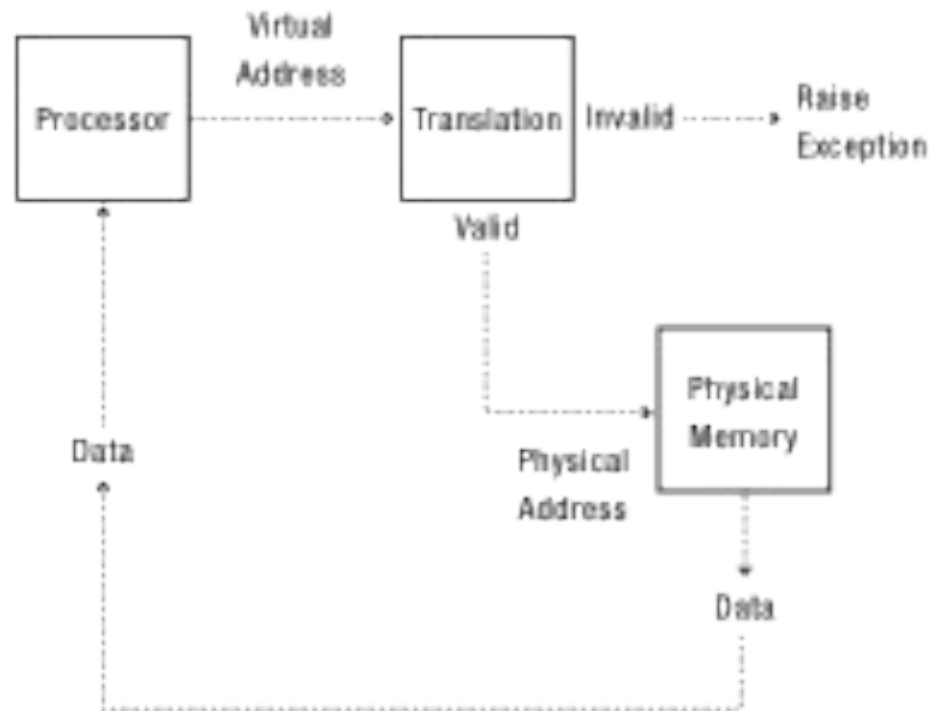 Virtual
Address
Processor
Translation
Invalid
Raise
Exception
Valid
Physical
Memory
Physical
Address
Data
Data